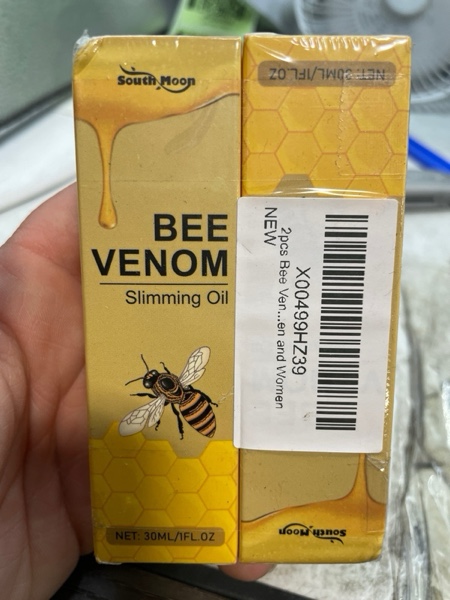 South Moon
BEE
VENOM
Slimming Oil
NET: 30ML/1FL.OZ
NET: 30ML/1FL.OZ
X00499HZ39
2pcs Bee Ven...en and Women
NEW
South Moon